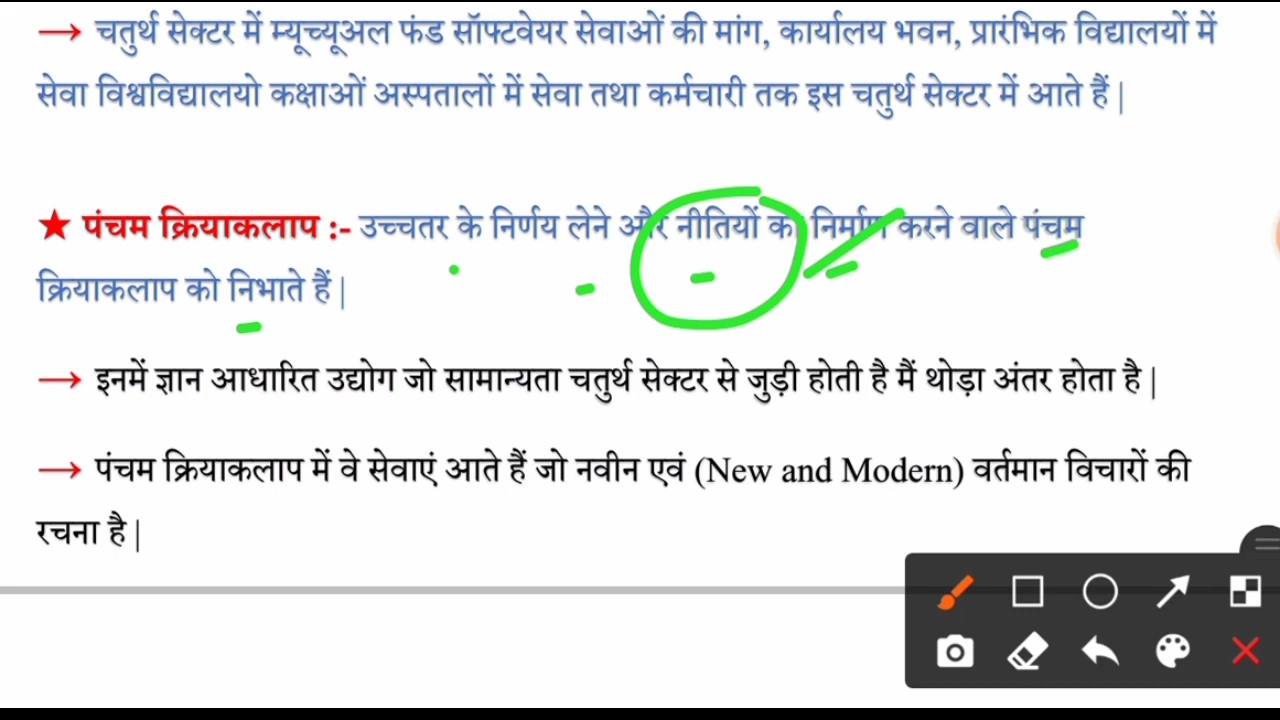 → चतुर्थ सेक्टर में म्यूच्यूअल फंड सॉफ्टवेयर सेवाओं की मांग, कार्यालय भवन, प्रारंभिक विद्यालयों में
सेवा विश्वविद्यालयो कक्षाओं अस्पतालों में सेवा तथा कर्मचारी तक इस चतुर्थ सेक्टर में आते हैं |
★ पंचम क्रियाकलाप :- उच्चतर के निर्णय लेने और नीतियों का निर्माण करने वाले पंचम
क्रियाकलाप को निभाते हैं |
→ इनमें ज्ञान आधारित उद्योग जो सामान्यता चतुर्थ सेक्टर से जुड़ी होती है मैं थोड़ा अंतर होता है |
→ पंचम क्रियाकलाप में वे सेवाएं आते हैं जो नवीन एवं (New and Modern) वर्तमान विचारों की
रचना है |